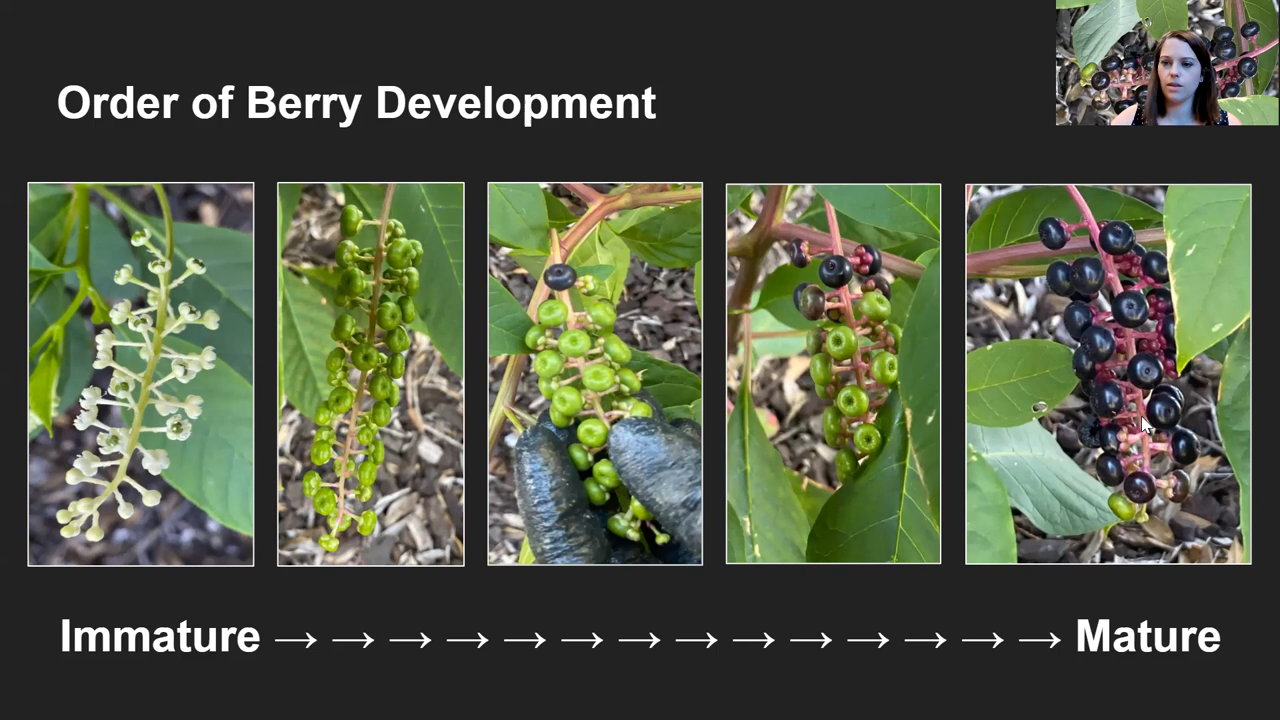 Order of Berry Development
Immature → → → → → → → → → → → → → → Mature